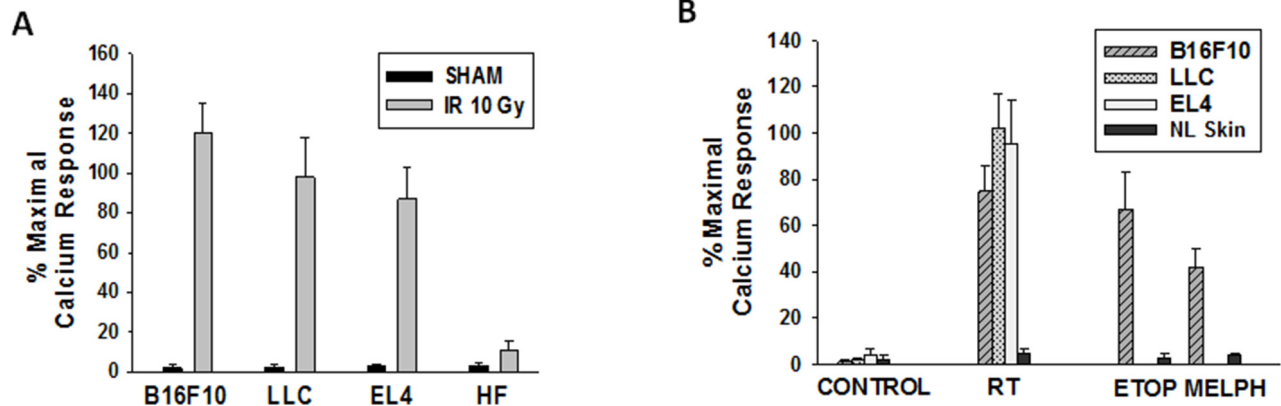 A
% Maximal
Calcium Response
160
140
120
100
80
60
40
20
0
SHAM
IR 10 Gy
B16F10 LLC EL4 HF
B
% Maximal
Calcium Response
140
120
100
80
60
40
20
0
B16F10
LLC
EL4
NL Skin
CONTROL RT ETOP MELPH